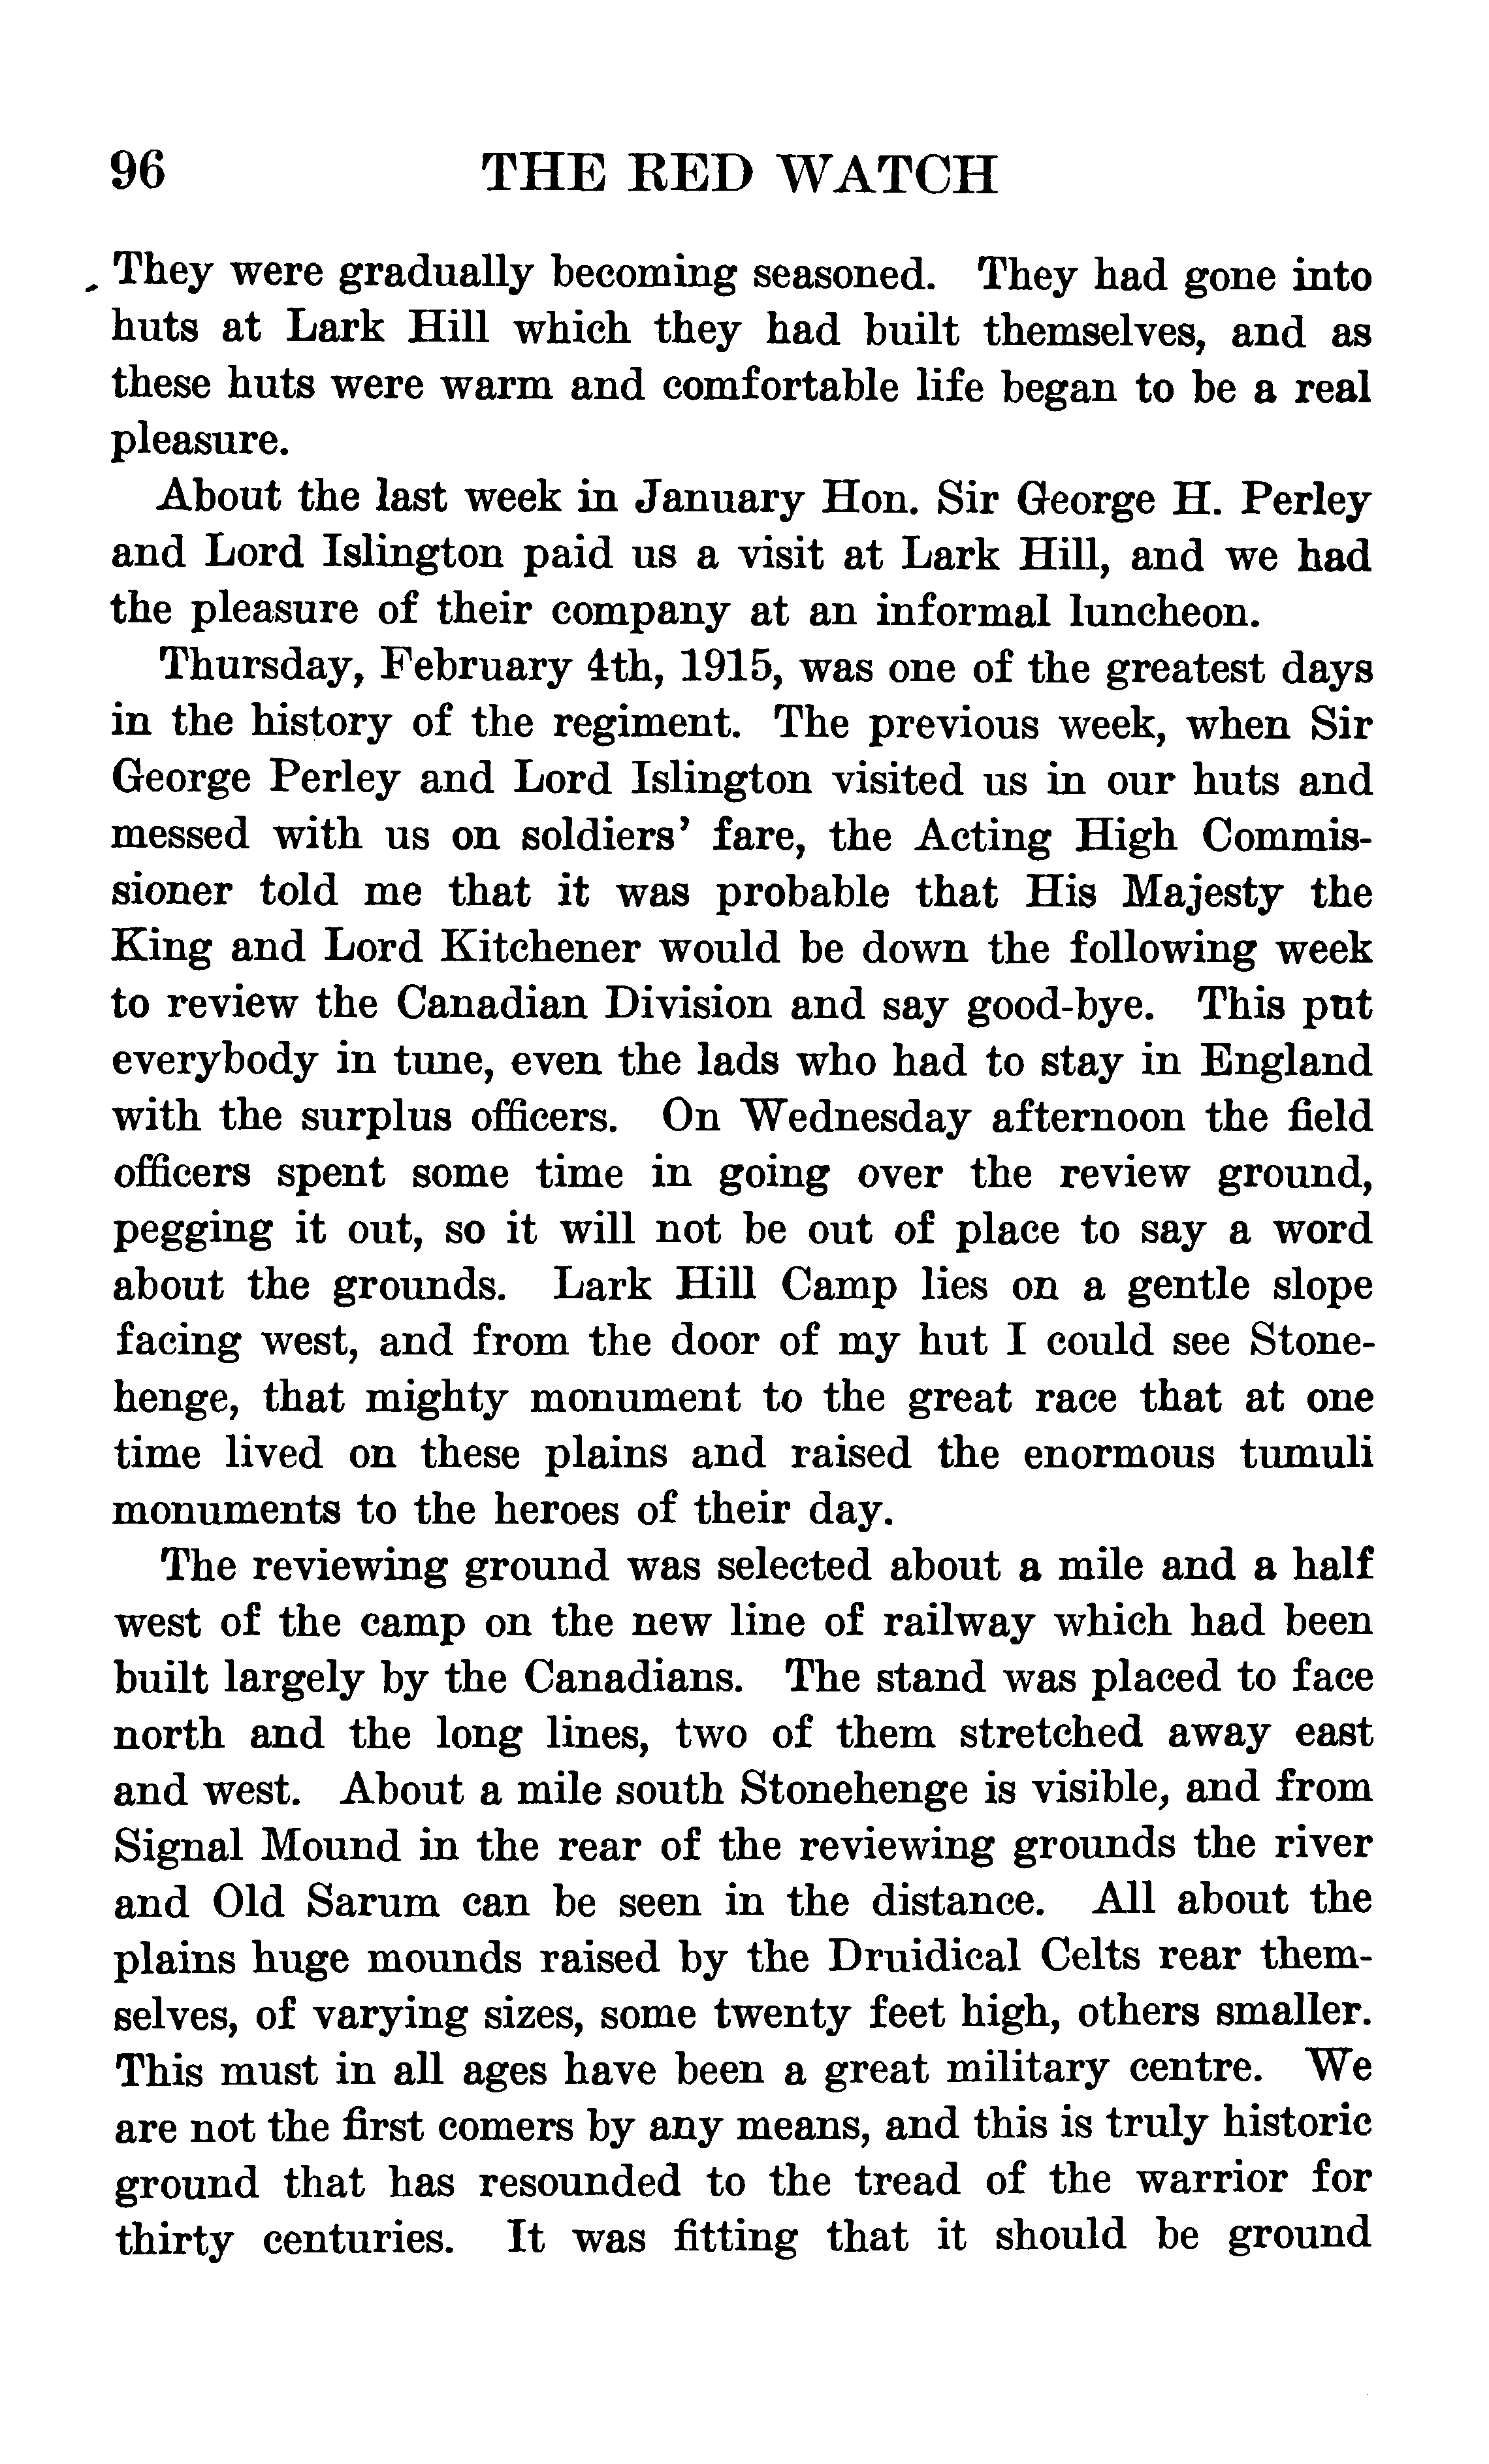 96 THE RED WATCH
They were gradually becoming seasoned. They had gone into
huts at Lark Hill which they had built themselves, and as
these huts were warm and comfortable life began to be a real
pleasure.
About the last week in January Hon. Sir George H. Perley
and Lord Islington paid us a visit at Lark Hill, and we had
the pleasure of their company at an informal luncheon.
Thursday, February 4th, 1915, was one of the greatest days
in the history of the regiment. The previous week, when Sir
George Perley and Lord Islington visited us in our huts and
messed with us on soldiers' fare, the Acting High Commis-
sioner told me that it was probable that His Majesty the
King and Lord Kitchener would be down the following week
to review the Canadian Division and say good-bye. This put
everybody in tune, even the lads who had to stay in England
with the surplus officers. On Wednesday afternoon the field
officers spent some time in going over the review ground,
pegging it out, so it will not be out of place to say a word
about the grounds. Lark Hill Camp lies on a gentle slope
facing west, and from the door of my hut I could see Stone-
henge, that mighty monument to the great race that at one
time lived on these plains and raised the enormous tumuli
monuments to the heroes of their day.
The reviewing ground was selected about a mile and a half
west of the camp on the new line of railway which had been
built largely by the Canadians. The stand was placed to face
north and the long lines, two of them stretched away east
and west. About a mile south Stonehenge is visible, and from
Signal Mound in the rear of the reviewing grounds the river
and Old Sarum can be seen in the distance. All about the
plains huge mounds raised by the Druidical Celts rear them-
selves, of varying sizes, some twenty feet high, others smaller.
This must in all ages have been a great military centre. We
are not the first comers by any means, and this is truly historic
ground that has resounded to the tread of the warrior for
thirty centuries. It was fitting that it should be ground